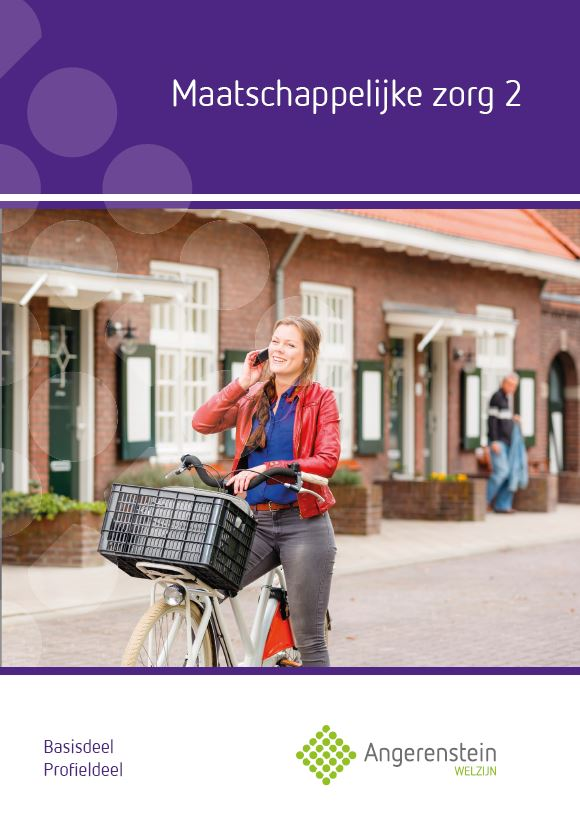 Maatschappelijke zorg 2
Basisdeel
Profieldeel
Angerenstein
WELZIJN